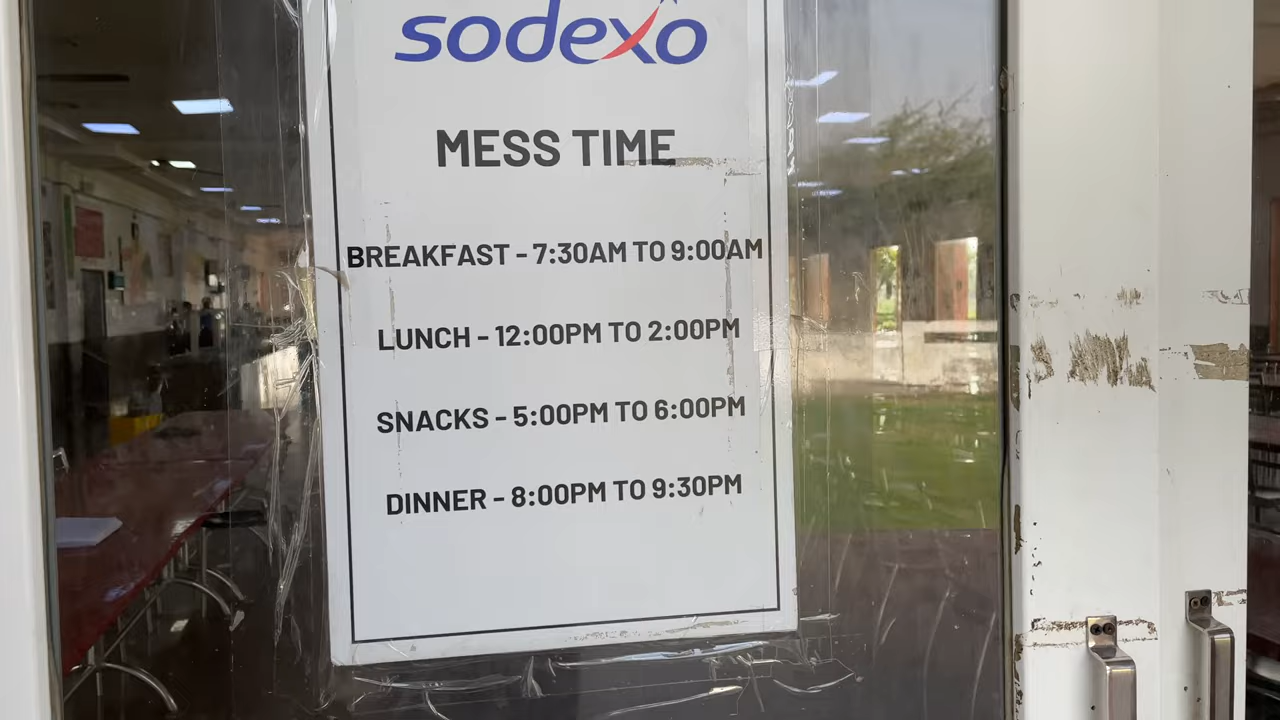 sodexo
MESS TIME
BREAKFAST - 7:30AM TO 9:00AM
LUNCH - 12:00PM TO 2:00PM
SNACKS - 5:00PM TO 6:00PM
DINNER - 8:00PM TO 9:30PM